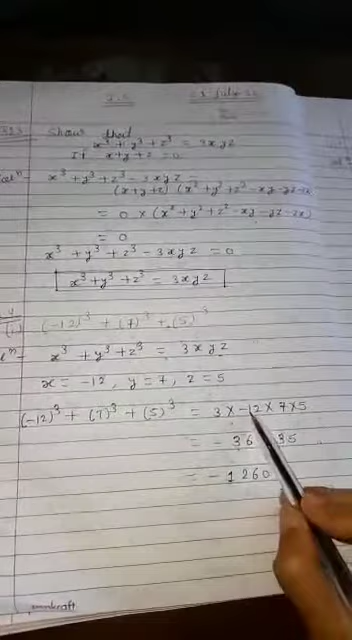 Show that
x³ + y³ + z³ = 3xyz
If x+y+z = 0
x³ + y³ + z³ - 3xyz =
(x+y+z) (x²+y²+z²-xy-yz-zx
= 0 × (x²+y²+z²-xy-yz-zx)
= 0
x³ + y³ + z³ - 3xyz = 0
x³+y³+z³ = 3xyz
(-12)³ + (7)³ + (5)³
x³+y³+z³ = 3xyz
x = -12, y = 7, z = 5
(-12)³ + (7)³ + (5)³ = 3 x -12 x 7 x 5
= - 36 35
= - 1260